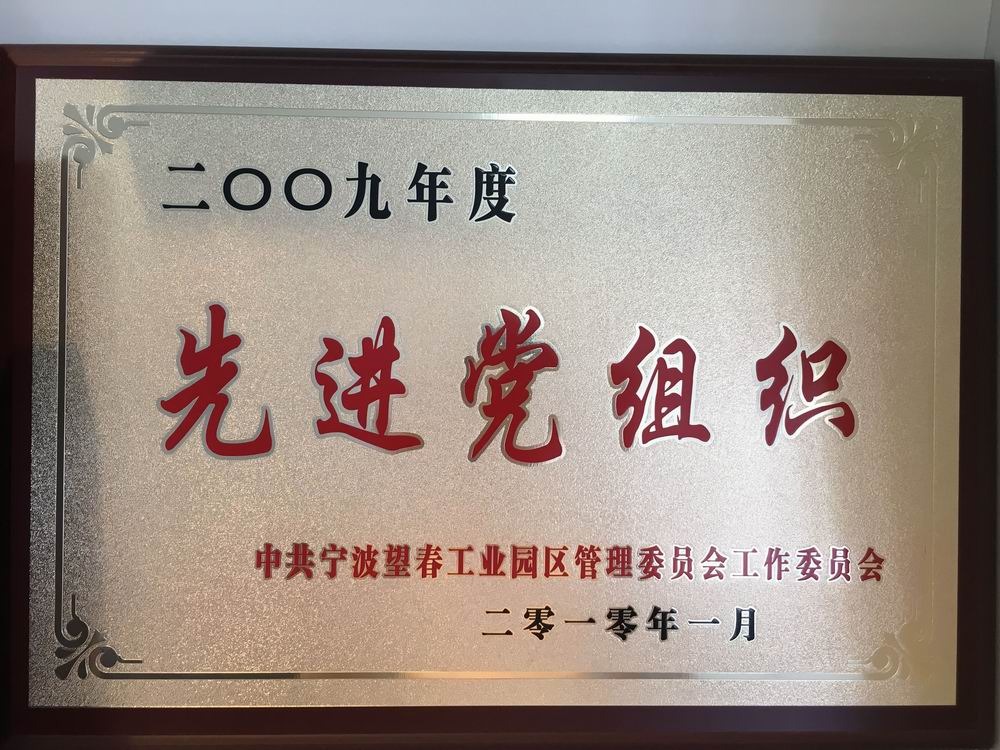 二〇〇九年度
先进党组织
中共宁波望春工业园区管理委员会工作委员会
二零一零年一月